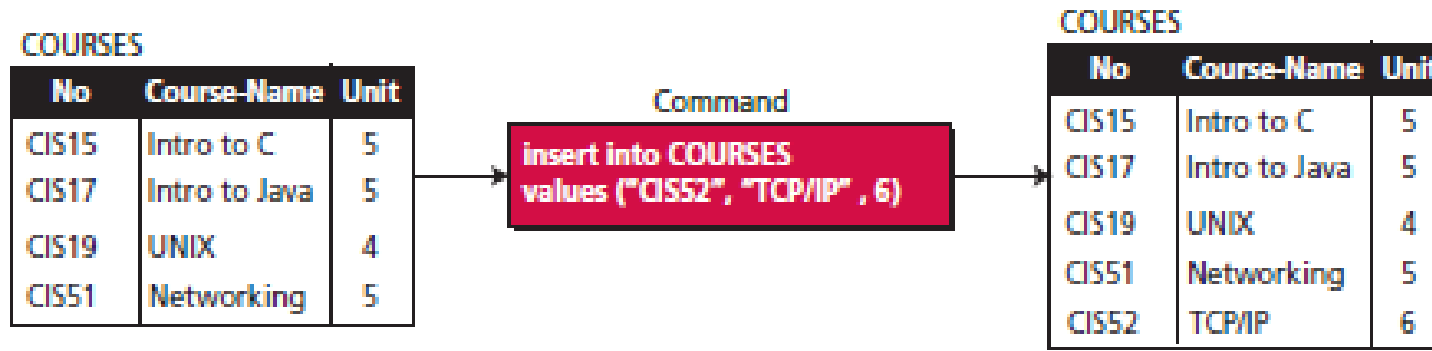 COURSES
No Course-Name Unit
CIS15 Intro to C 5
CIS17 Intro to Java 5
CIS19 UNIX 4
CIS51 Networking 5
Command
insert into COURSES
values ("CIS52", "TCP/IP" , 6)
COURSES
No Course-Name Unit
CIS15 Intro to C 5
CIS17 Intro to Java 5
CIS19 UNIX 4
CIS51 Networking 5
CIS52 TCP/IP 6